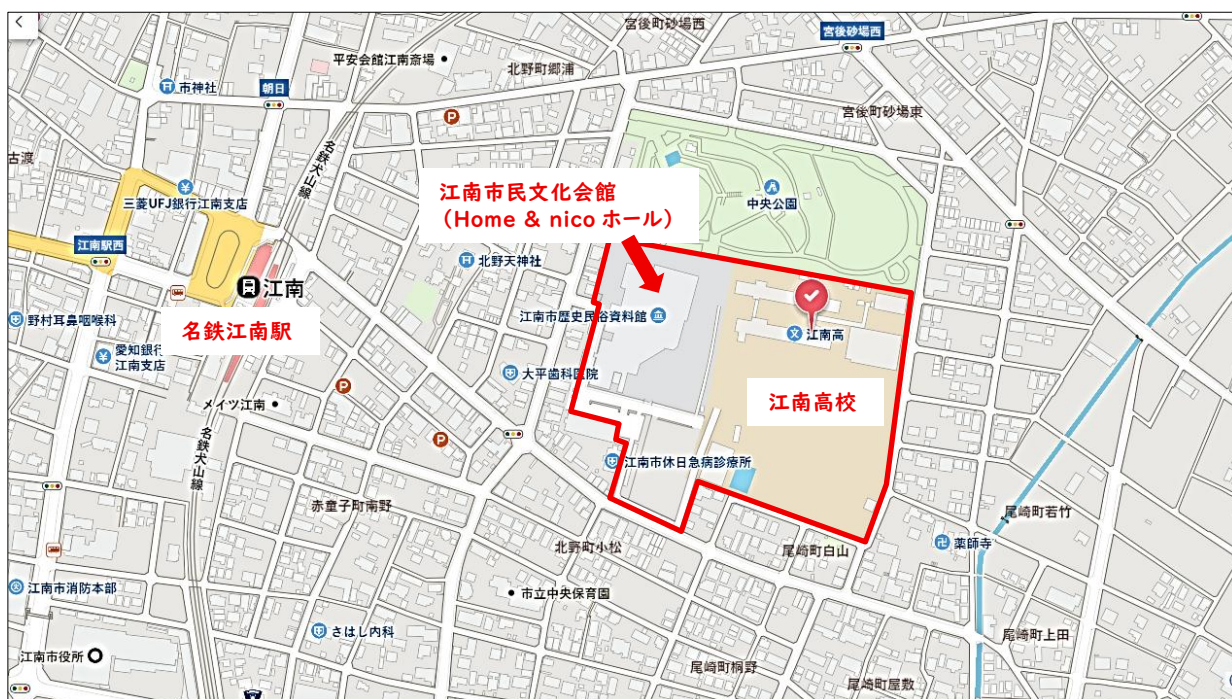 宮後町砂場西
宮後砂場西
平安会館江南斎場
北野町郷浦
市神社
朝日
宮後町砂場東
P
名鉄犬山線
古渡
江南市民文化会館
（Home & nico ホール）
三菱UFJ銀行江南支店
中央公園
江南駅西
北野天神社
江南
江南市歴史民俗資料館
野村耳鼻咽喉科
名鉄江南駅
文
江南高
愛知銀行
江南支店
大平歯科医院
P
江南高校
メイツ江南
名鉄犬山線
P
江南市休日急病診療所
赤童子町南野
尾崎町若竹
北野町小松
尾崎町白山
薬師寺
江南市消防本部
市立中央保育園
さはし内科
尾崎町上田
江南市役所
尾崎町桐野
尾崎町屋敷